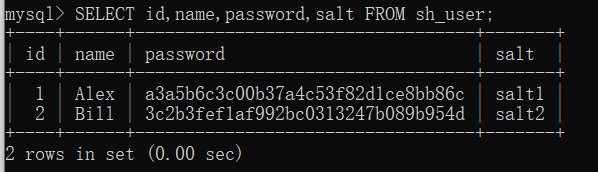 mysql> SELECT id,name,password,salt FROM sh_user;
+----+------+----------------------------------+-------+
| id | name | password | salt |
+----+------+----------------------------------+-------+
| 1 | Alex | a3a5b6c3c00b37a4c53f82d1ce8bb86c | salt1 |
| 2 | Bill | 3c2b3fef1af992bc0313247b089b954d | salt2 |
+----+------+----------------------------------+-------+
2 rows in set (0.00 sec)